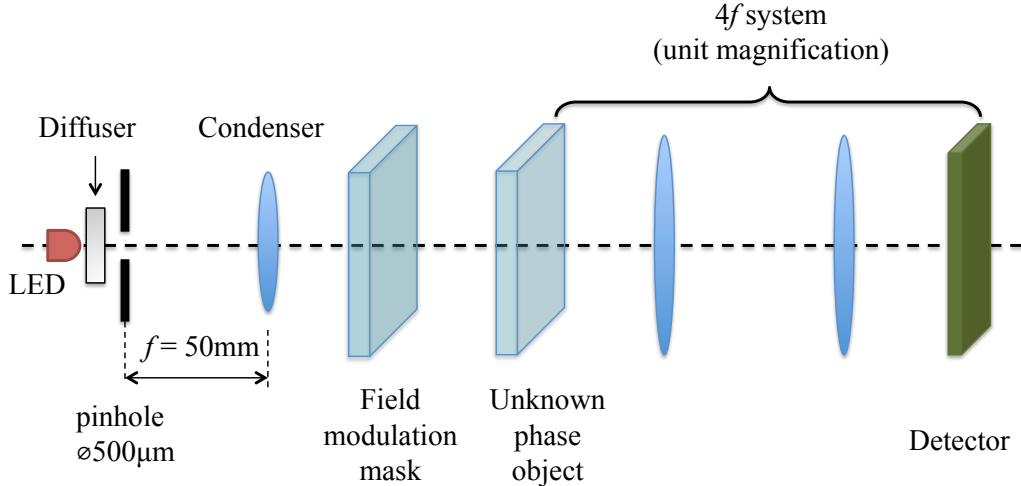 4f system
(unit magnification)
Diffuser
Condenser
LED
f = 50mm
pinhole
⌀500μm
Field
modulation
mask
Unknown
phase
object
Detector